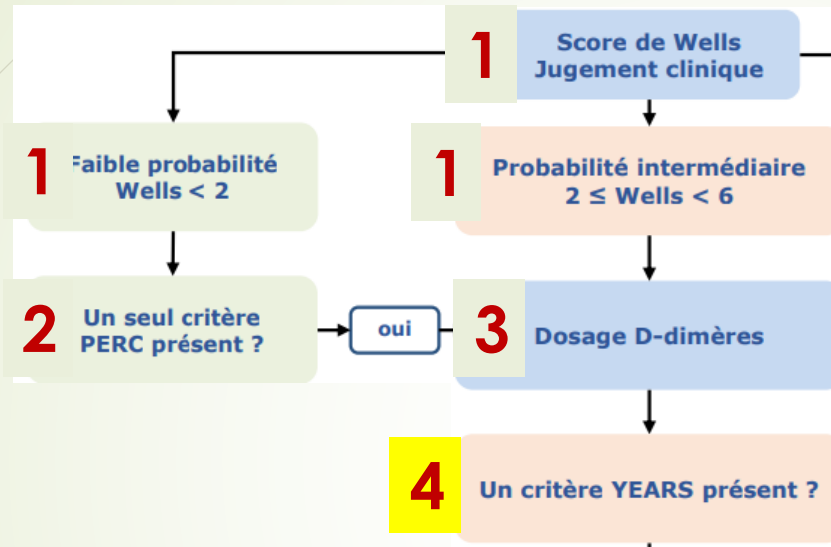 1
Score de Wells
Jugement clinique
1
Faible probabilité
Wells < 2
1
Probabilité intermédiaire
2 ≤ Wells < 6
2
Un seul critère
PERC présent ?
oui
3
Dosage D-dimères
4
Un critère YEARS présent ?